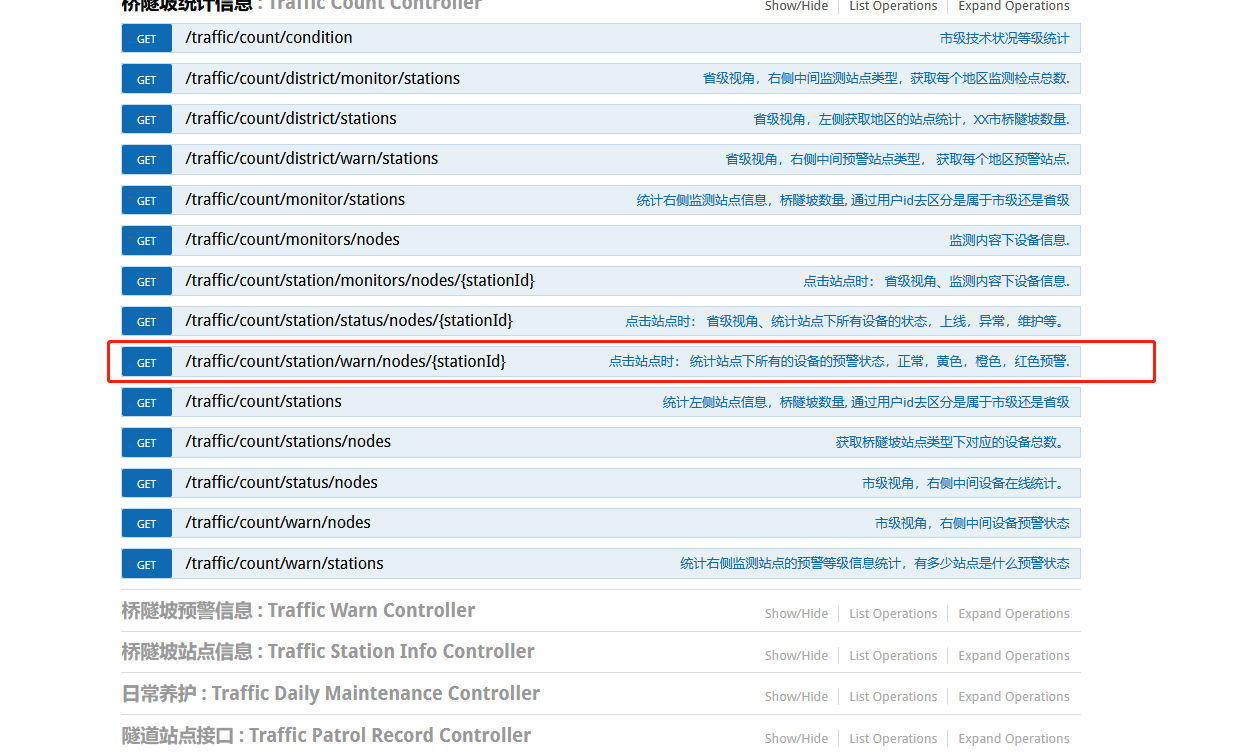 桥隧坡统计信息 : Traffic Count Controller Show/Hide List Operations Expand Operations
GET /traffic/count/condition 市级技术状况等级统计
GET /traffic/count/district/monitor/stations 省级视角，右侧中间监测站点类型，获取每个地区监测检点总数.
GET /traffic/count/district/stations 省级视角，左侧获取地区的站点统计，XX市桥隧坡数量.
GET /traffic/count/district/warn/stations 省级视角，右侧中间预警站点类型， 获取每个地区预警站点.
GET /traffic/count/monitor/stations 统计右侧监测站点信息，桥隧坡数量, 通过用户id去区分是属于市级还是省级
GET /traffic/count/monitors/nodes 监测内容下设备信息.
GET /traffic/count/station/monitors/nodes/{stationId} 点击站点时： 省级视角、监测内容下设备信息.
GET /traffic/count/station/status/nodes/{stationId} 点击站点时： 省级视角、统计站点下所有设备的状态，上线，异常，维护等。
GET /traffic/count/station/warn/nodes/{stationId} 点击站点时： 统计站点下所有的设备的预警状态，正常，黄色，橙色，红色预警.
GET /traffic/count/stations 统计左侧站点信息，桥隧坡数量, 通过用户id去区分是属于市级还是省级
GET /traffic/count/stations/nodes 获取桥隧坡站点类型下对应的设备总数。
GET /traffic/count/status/nodes 市级视角，右侧中间设备在线统计。
GET /traffic/count/warn/nodes 市级视角，右侧中间设备预警状态
GET /traffic/count/warn/stations 统计右侧监测站点的预警等级信息统计，有多少站点是什么预警状态
桥隧坡预警信息 : Traffic Warn Controller Show/Hide List Operations Expand Operations
桥隧坡站点信息 : Traffic Station Info Controller Show/Hide List Operations Expand Operations
日常养护 : Traffic Daily Maintenance Controller Show/Hide List Operations Expand Operations
隧道站点接口 : Traffic Patrol Record Controller Show/Hide List Operations Expand Operations